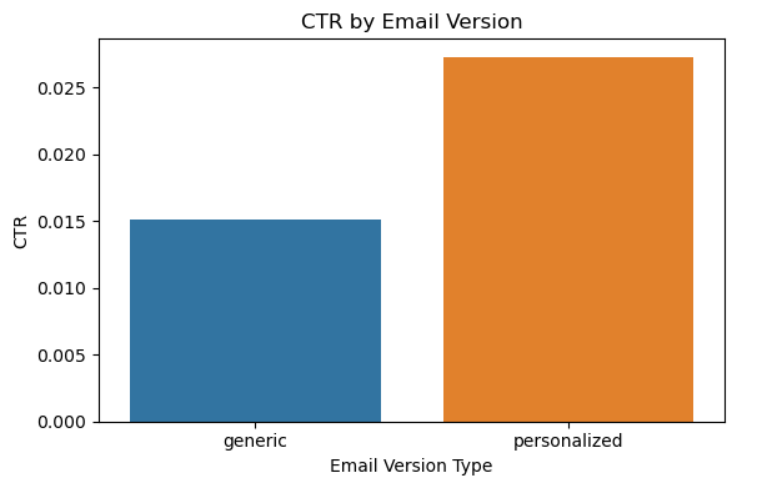 CTR by Email Version
CTR
0.025
0.020
0.015
0.010
0.005
0.000
generic personalized
Email Version Type